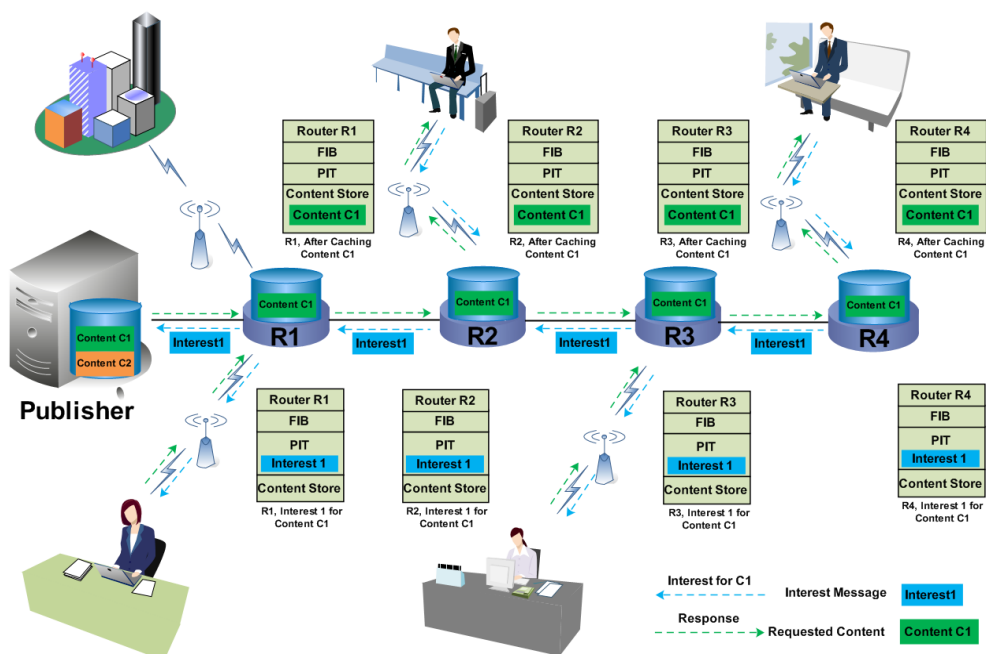 Router R1
FIB
PIT
Content Store
Content C1
R1, After Caching
Content C1
Router R2
FIB
PIT
Content Store
Content C1
R2, After Caching
Content C1
Router R3
FIB
PIT
Content Store
Content C1
R3, After Caching
Content C1
Router R4
FIB
PIT
Content Store
Content C1
R4, After Caching
Content C1
Content C1
Content C2
Publisher
Interest1
Content C1
R1
Interest1
Content C1
R2
Interest1
Content C1
R3
Interest1
Content C1
R4
Router R1
FIB
PIT
Interest 1
Content Store
R1, Interest 1 for
Content C1
Router R2
FIB
PIT
Interest 1
Content Store
R2, Interest 1 for
Content C1
Router R3
FIB
PIT
Interest 1
Content Store
R3, Interest 1 for
Content C1
Router R4
FIB
PIT
Interest 1
Content Store
R4, Interest 1 for
Content C1
Interest for C1
Interest Message
Interest1
Response
Requested Content
Content C1